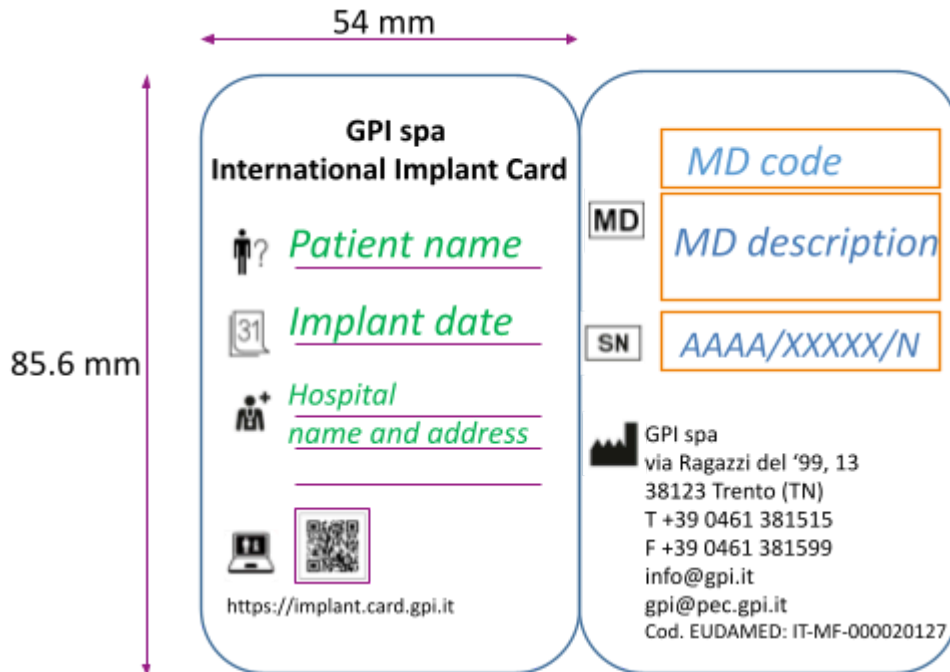 54 mm
85.6 mm
GPI spa
International Implant Card
? Patient name
31 Implant date
Hospital
name and address
https://implant.card.gpi.it
MD code
MD
MD description
SN AAAA/XXXXX/N
GPI spa
via Ragazzi del ‘99, 13
38123 Trento (TN)
T +39 0461 381515
F +39 0461 381599
info@gpi.it
gpi@pec.gpi.it
Cod. EUDAMED: IT-MF-000020127